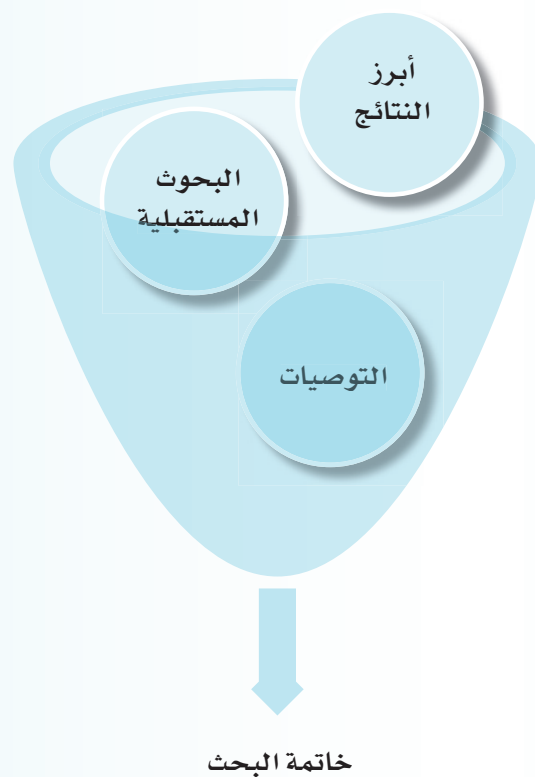 أبرز
النتائج
البحوث
المستقبلية
التوصيات
خاتمة البحث